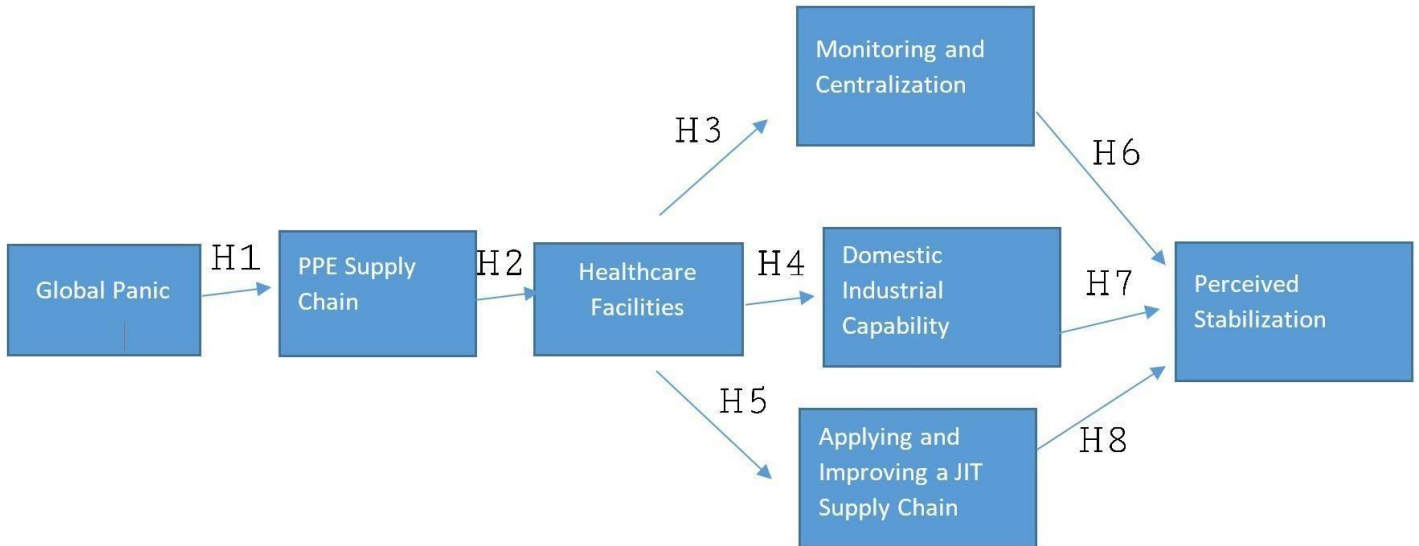 Monitoring and
Centralization
H3
H6
Global Panic
H1
PPE Supply
Chain
H2
Healthcare
Facilities
H4
Domestic
Industrial
Capability
H7
Perceived
Stabilization
H5
Applying and
Improving a JIT
Supply Chain
H8